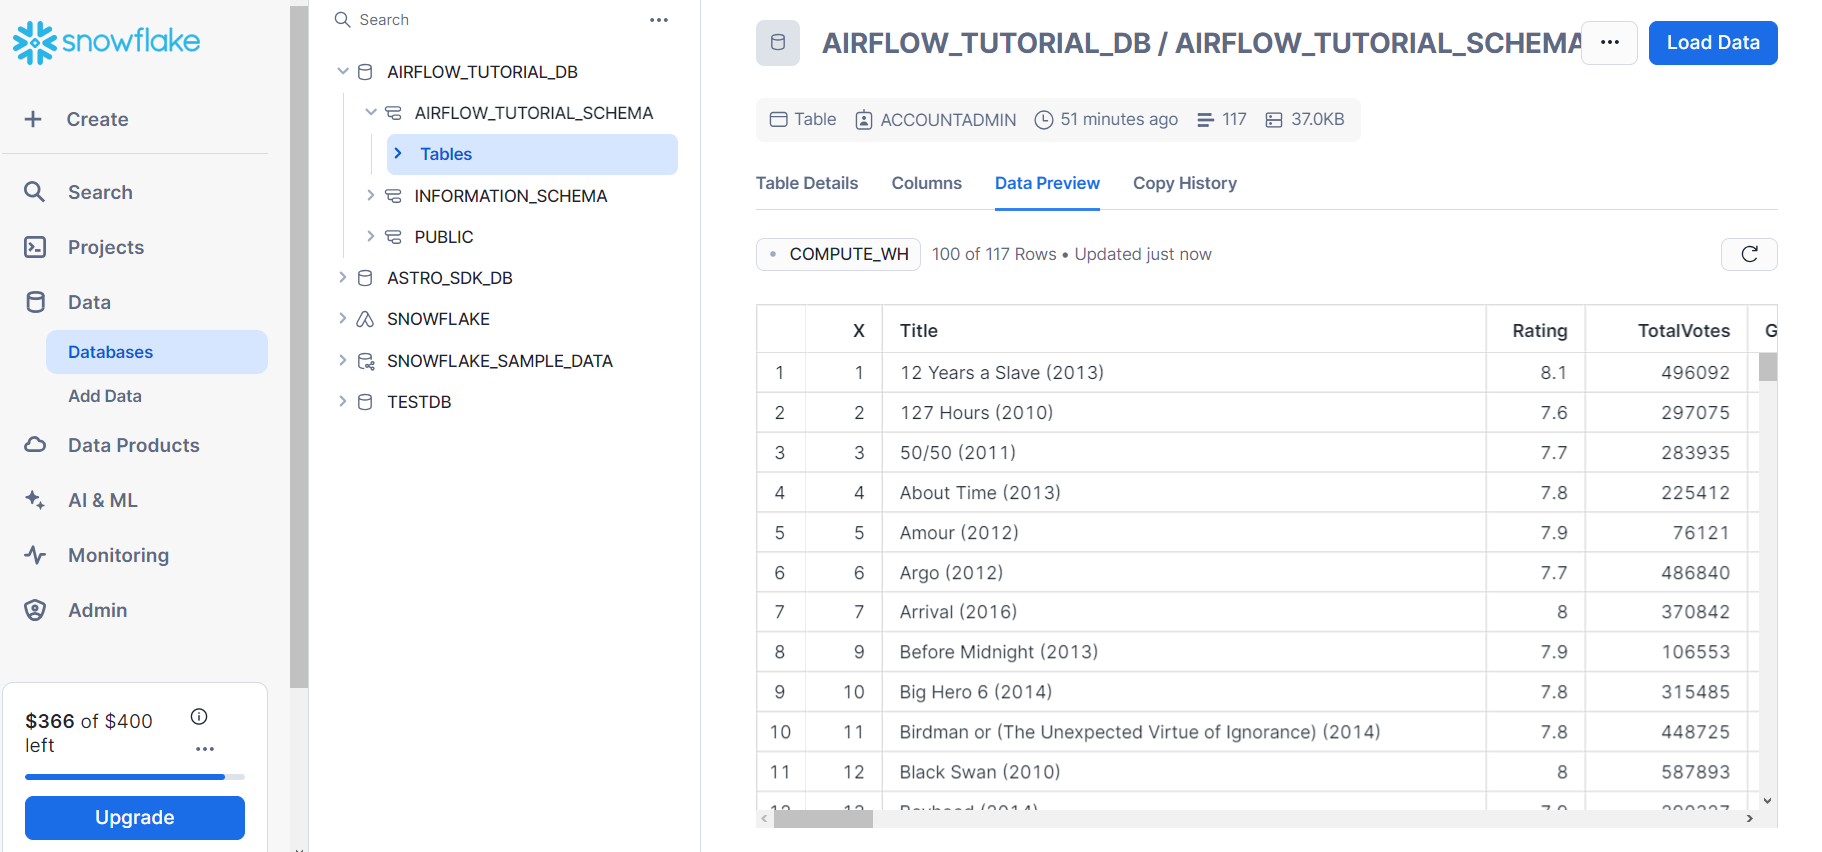 snowflake
Create
Search
Projects
Data
Databases
Add Data
Data Products
AI & ML
Monitoring
Admin
$366 of $400
left
Upgrade
Search
AIRFLOW_TUTORIAL_DB
AIRFLOW_TUTORIAL_SCHEMA
Tables
INFORMATION_SCHEMA
PUBLIC
ASTRO_SDK_DB
SNOWFLAKE
SNOWFLAKE_SAMPLE_DATA
TESTDB
AIRFLOW_TUTORIAL_DB / AIRFLOW_TUTORIAL_SCHEMA
Load Data
Table ACCOUNTADMIN 51 minutes ago 117 37.0KB
Table Details Columns Data Preview Copy History
COMPUTE_WH 100 of 117 Rows • Updated just now
X Title Rating TotalVotes G
1 1 12 Years a Slave (2013) 8.1 496092
2 2 127 Hours (2010) 7.6 297075
3 3 50/50 (2011) 7.7 283935
4 4 About Time (2013) 7.8 225412
5 5 Amour (2012) 7.9 76121
6 6 Argo (2012) 7.7 486840
7 7 Arrival (2016) 8 370842
8 9 Before Midnight (2013) 7.9 106553
9 10 Big Hero 6 (2014) 7.8 315485
10 11 Birdman or (The Unexpected Virtue of Ignorance) (2014) 7.8 448725
11 12 Black Swan (2010) 8 587893
12 13 Boyhood (2014) 7.9